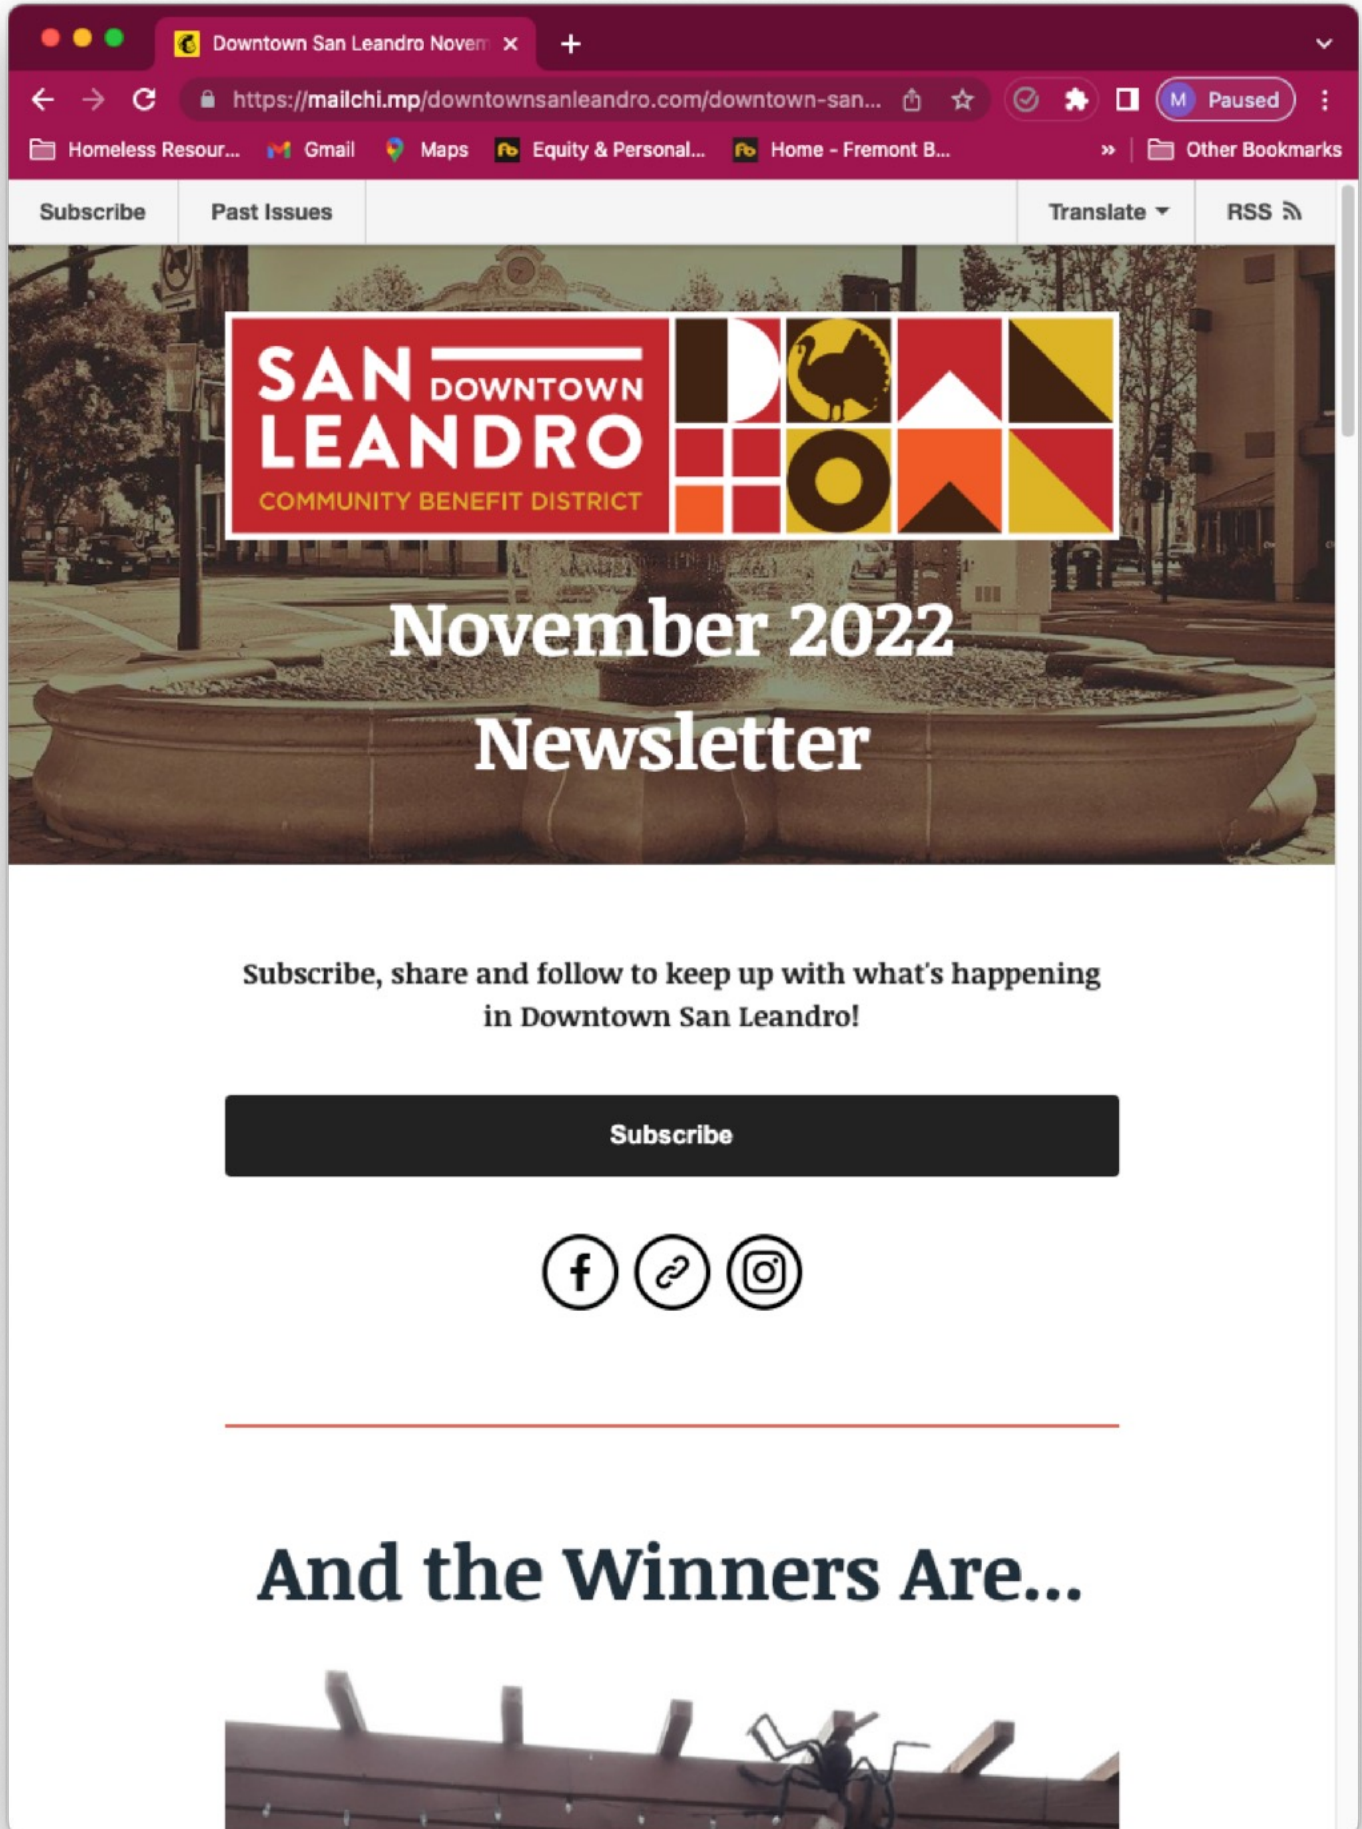 Downtown San Leandro Novem
https://mailchi.mp/downtownsanleandro.com/downtown-san...
M Paused
Homeless Resour... Gmail Maps Equity & Personal... Home - Fremont B... » Other Bookmarks
Subscribe Past Issues Translate RSS
SAN DOWNTOWN
LEANDRO
COMMUNITY BENEFIT DISTRICT
DOWN
TOWN
November 2022
Newsletter
Subscribe, share and follow to keep up with what's happening
in Downtown San Leandro!
Subscribe
And the Winners Are...